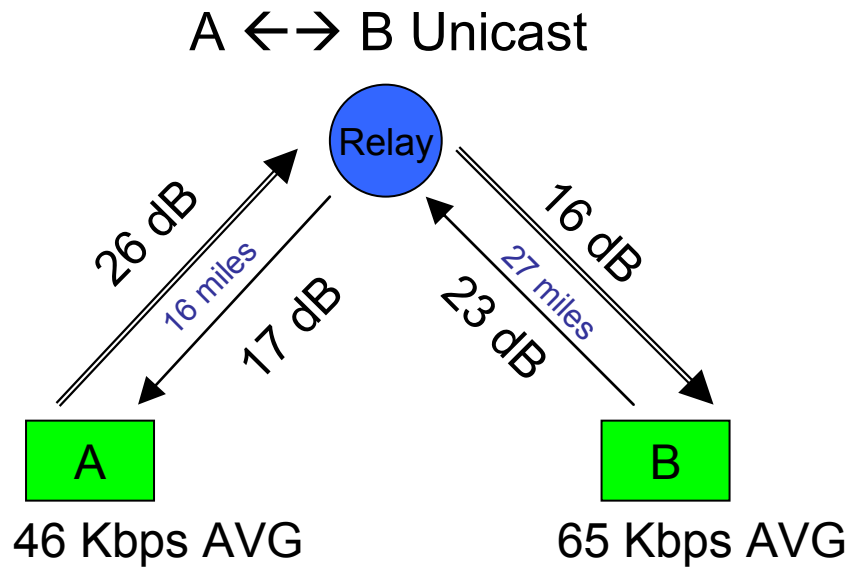 A ←→ B Unicast
Relay
26 dB
16 miles
17 dB
16 dB
27 miles
23 dB
A
B
46 Kbps AVG
65 Kbps AVG